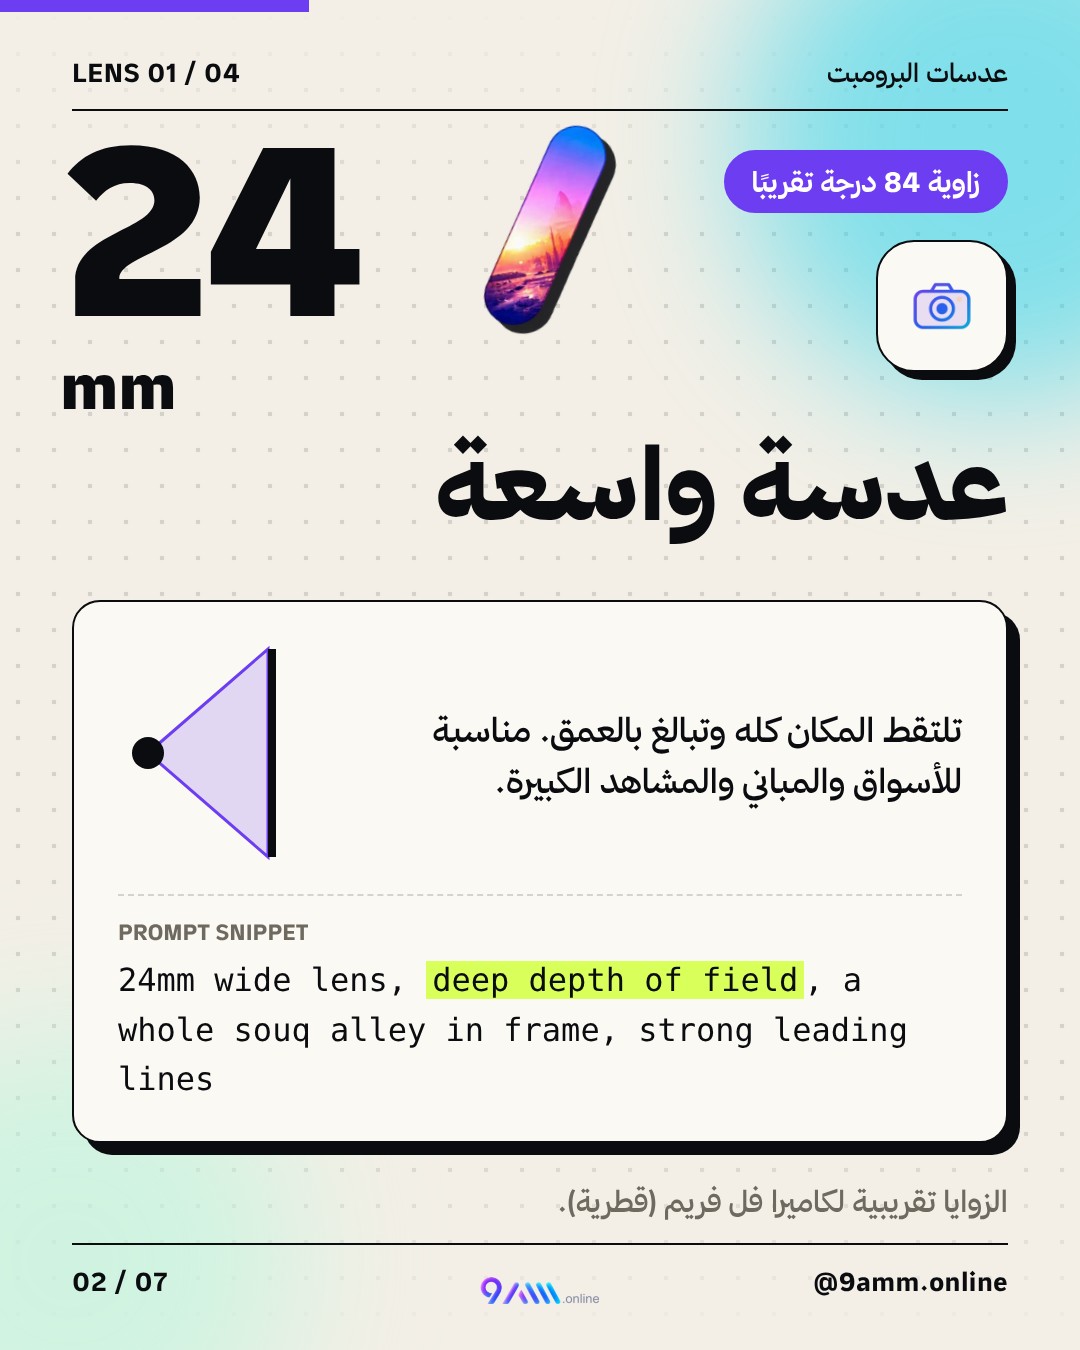 LENS 01 / 04
عدسات البرومبت
24
زاوية 84 درجة تقريبًا
mm
عدسة واسعة
تلتقط المكان كله وتبالغ بالعمق. مناسبة
للأسواق والمباني والمشاهد الكبيرة.
PROMPT SNIPPET
24mm wide lens, deep depth of field, a
whole souq alley in frame, strong leading
lines
الزوايا تقريبية لكاميرا فل فريم (قطرية).
02 / 07
9AM.online
@9amm.online